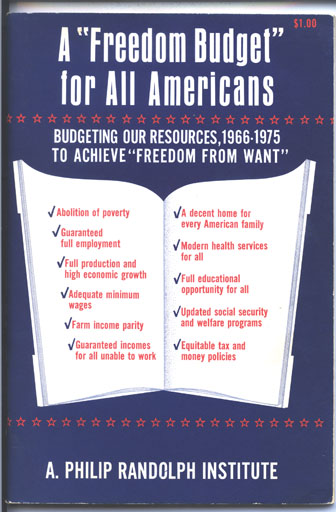 $1.00
A "Freedom Budget"
for All Americans
BUDGETING OUR RESOURCES, 1966-1975
TO ACHIEVE "FREEDOM FROM WANT"
✓Abolition of poverty
✓Guaranteed
full employment
✓Full production and
high economic growth
✓Adequate minimum
wages
✓Farm income parity
✓Guaranteed incomes
for all unable to work
✓A decent home for
every American family
✓Modern health services
for all
✓Full educational
opportunity for all
✓Updated social security
and welfare programs
✓Equitable tax and
money policies
A. PHILIP RANDOLPH INSTITUTE